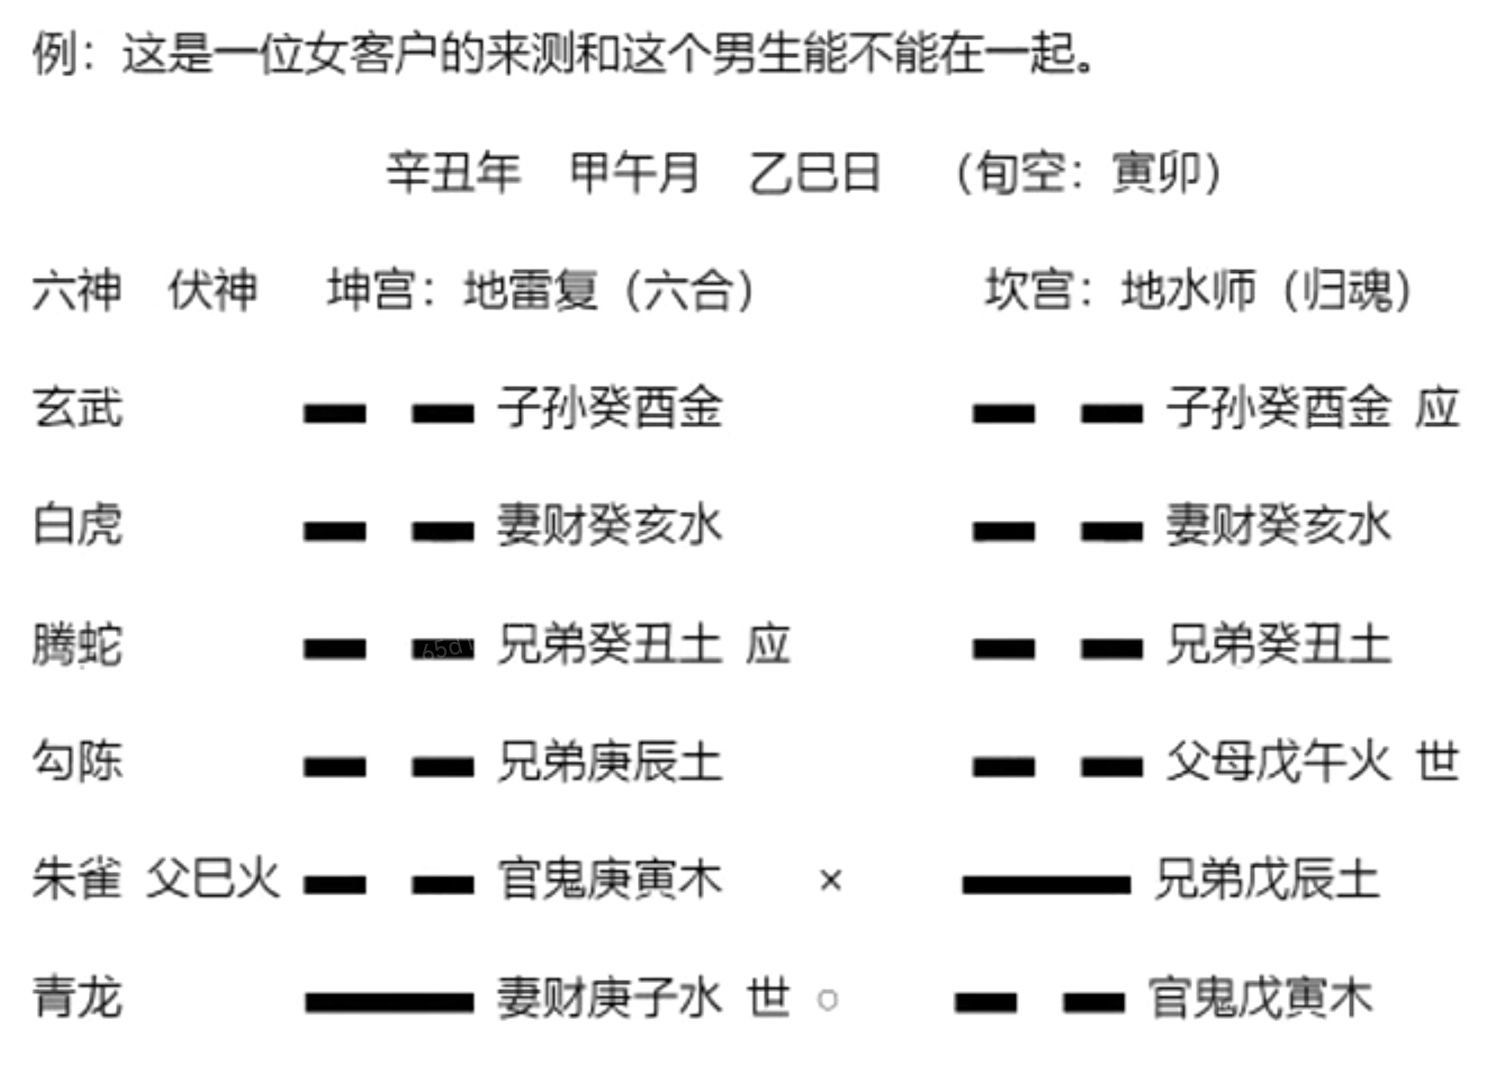 例：这是一位女客户的来测和这个男生能不能在一起。
辛丑年 甲午月 乙巳日 （旬空：寅卯）
六神 伏神 坤宫：地雷复（六合） 坎宫：地水师（归魂）
玄武 子孙癸酉金 子孙癸酉金 应
白虎 妻财癸亥水 妻财癸亥水
腾蛇 兄弟癸丑土 应 兄弟癸丑土
勾陈 兄弟庚辰土 父母戊午火 世
朱雀 父巳火 官鬼庚寅木 × 兄弟戊辰土
青龙 妻财庚子水 世 ○ 官鬼戊寅木